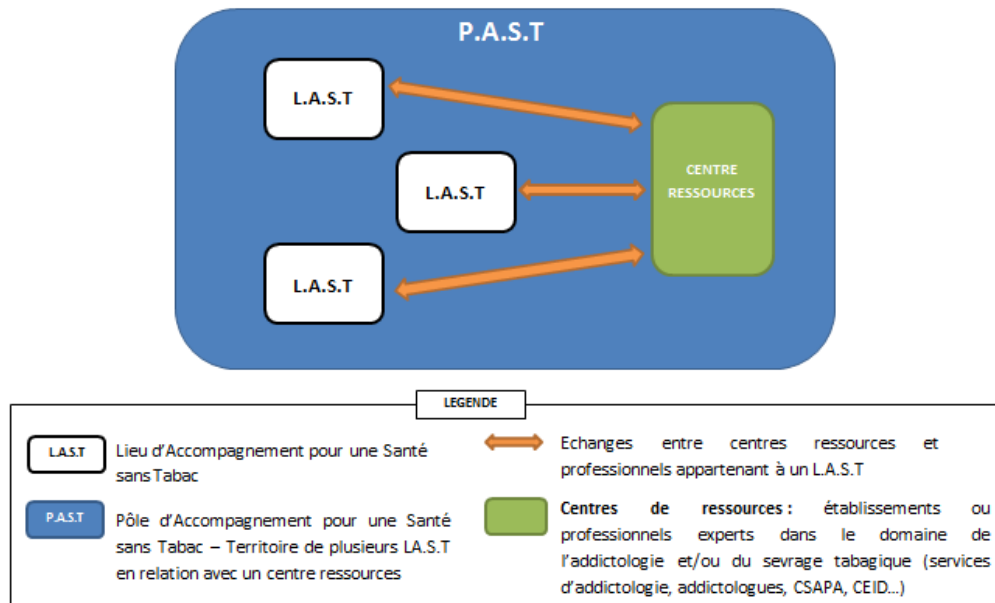 P.A.S.T
L.A.S.T
L.A.S.T
L.A.S.T
CENTRE
RESSOURCES
LEGENDE
L.A.S.T
Lieu d'Accompagnement pour une Santé
sans Tabac
P.A.S.T
Pôle d'Accompagnement pour une Santé
sans Tabac – Territoire de plusieurs LA.S.T
en relation avec un centre ressources
Echanges entre centres ressources et
professionnels appartenant à un L.A.S.T
Centres de ressources : établissements ou
professionnels experts dans le domaine de
l'addictologie et/ou du sevrage tabagique (services
d'addictologie, addictologues, CSAPA, CEID...)